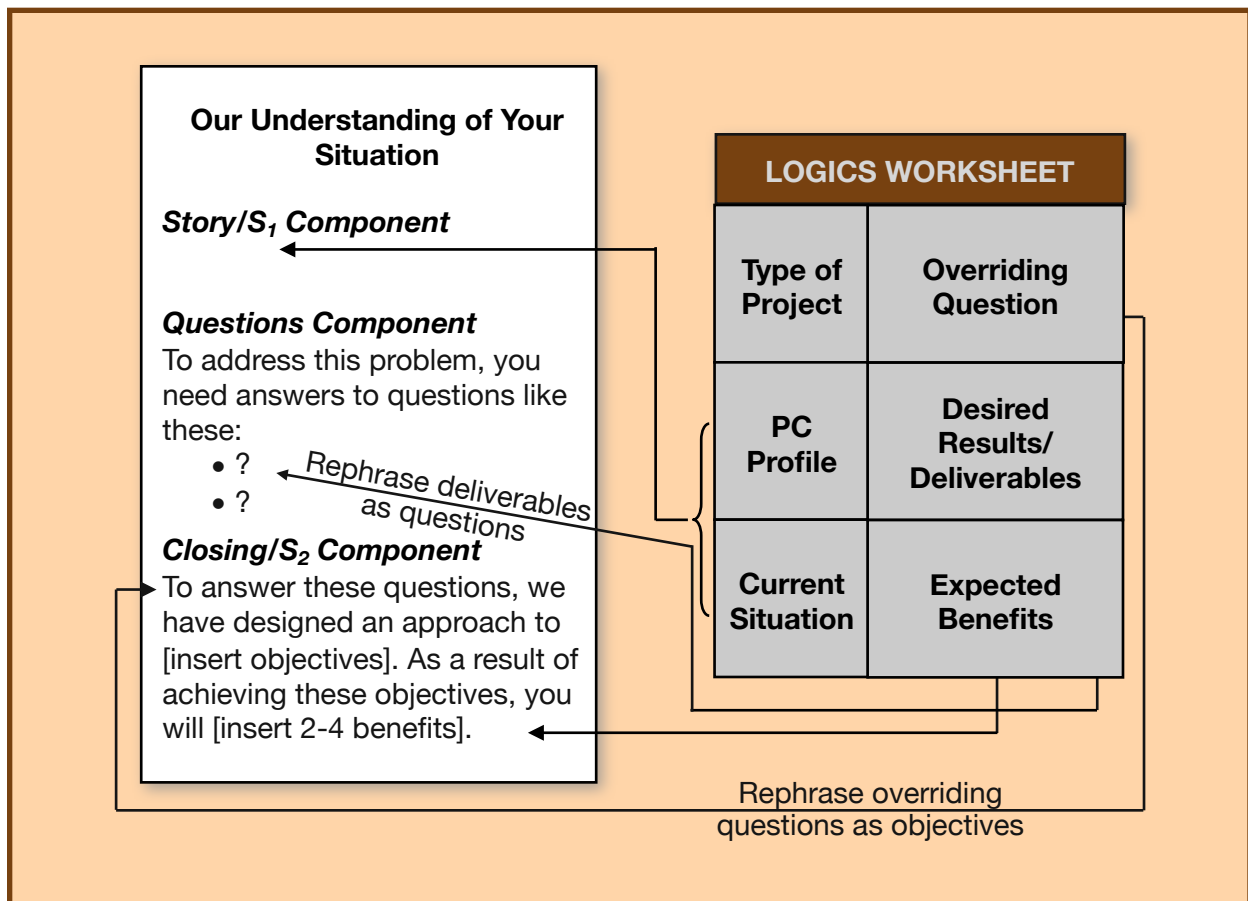 Our Understanding of Your
Situation
Story/S₁ Component
Questions Component
To address this problem, you
need answers to questions like
these:
• ?
• ?
Rephrase deliverables
as questions
Closing/S₂ Component
To answer these questions, we
have designed an approach to
[insert objectives]. As a result of
achieving these objectives, you
will [insert 2-4 benefits].
LOGICS WORKSHEET
Type of
Project
Overriding
Question
PC
Profile
Desired
Results/
Deliverables
Current
Situation
Expected
Benefits
Rephrase overriding
questions as objectives